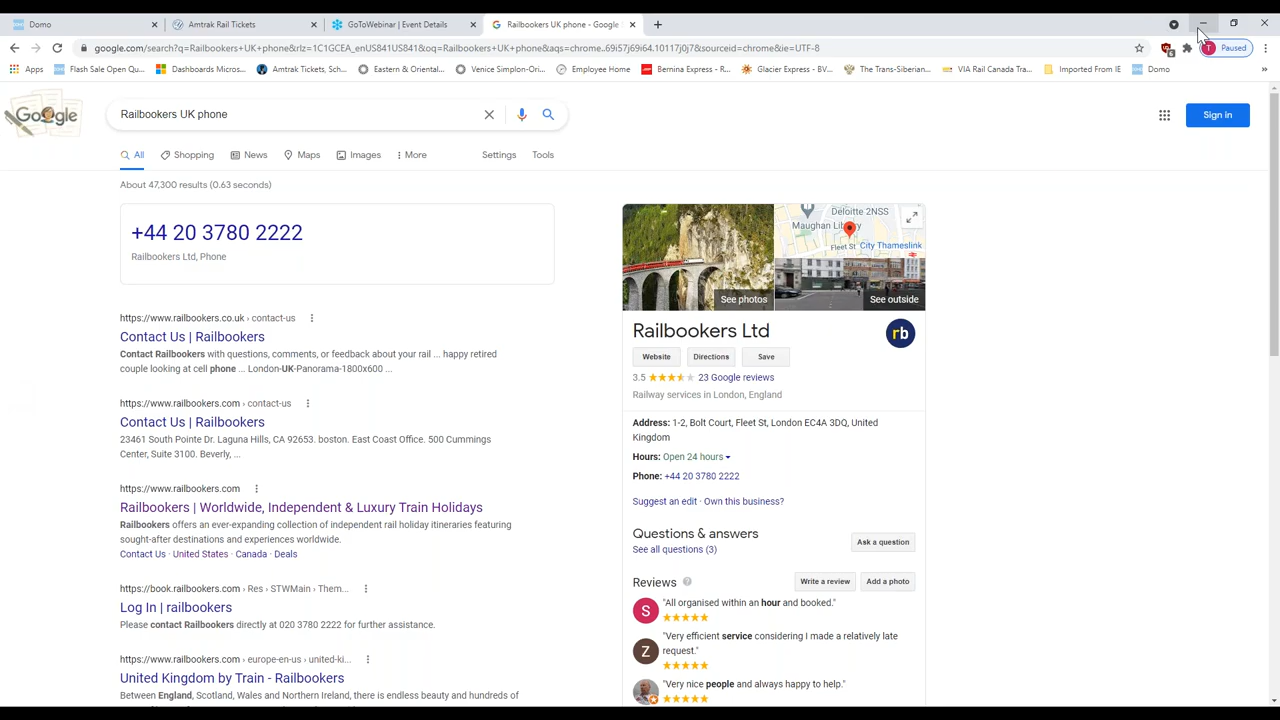 Domo
Amtrak Rail Tickets
GoToWebinar | Event Details
Railbookers UK phone - Google
google.com/search?q=Railbookers+UK+phone&rlz=1C1GCEA_enUS841US841&oq=Railbookers+UK+phone&aqs=chrome..69i57j69i64.10117j0j7&sourceid=chrome&ie=UTF-8
T Paused
Apps
Flash Sale Open Qu...
Dashboards Micros...
Amtrak Train, Sch...
Eastern & Oriental...
Venice Simplon-Ori...
Employee Home
Bernina Express - R...
Glacier Express - BV...
The Trans-Siberian...
VIA Rail Canada Tra...
Imported From IE
Domo
Google
Railbookers UK phone
Sign in
All
Shopping
News
Maps
Images
More
Settings
Tools
About 47,300 results (0.63 seconds)
+44 20 3780 2222
Railbookers Ltd, Phone
https://www.railbookers.co.uk › contact-us
Contact Us | Railbookers
Contact Railbookers with questions, comments, or feedback about your rail ... happy retired
couple looking at cell phone ... London-UK-Panorama-1800x600 ...
https://www.railbookers.com › contact-us
Contact Us | Railbookers
23461 South Pointe Dr. Laguna Hills, CA 92653. boston. East Coast Office. 500 Cummings
Center, Suite 3100. Beverly, ...
https://www.railbookers.com
Railbookers | Worldwide, Independent & Luxury Train Holidays
Railbookers offers an ever-expanding collection of independent rail holiday itineraries featuring
sought-after destinations and experiences worldwide.
Contact Us · United States · Canada · Deals
https://book.railbookers.com › Res › STWMain › Them...
Log In | railbookers
Please contact Railbookers directly at 020 3780 2222 for further assistance.
https://www.railbookers.com › europe-en-us › united-ki...
United Kingdom by Train - Railbookers
Between England, Scotland, Wales and Northern Ireland, there is endless beauty and hundreds of
Deloitte 2NSS
Maughan Library
Fleet St
City Thameslink
See photos
See outside
Railbookers Ltd
rb
Website
Directions
Save
3.5
23 Google reviews
Railway services in London, England
Address: 1-2, Bolt Court, Fleet St, London EC4A 3DQ, United
Kingdom
Hours: Open 24 hours
Phone: +44 20 3780 2222
Suggest an edit · Own this business?
Questions & answers
See all questions (3)
Ask a question
Reviews
Write a review
Add a photo
S
"All organised within an hour and booked."
Z
"Very efficient service considering I made a relatively late
request."
"Very nice people and always happy to help."